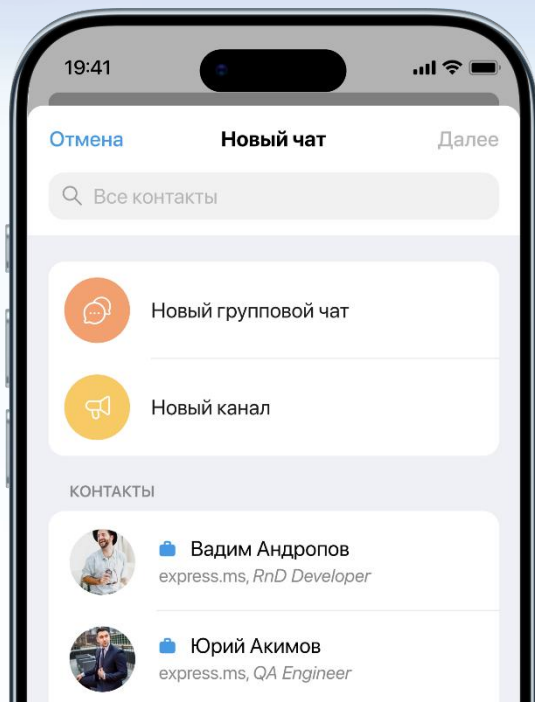 19:41
Отмена Новый чат Далее
Все контакты
Новый групповой чат
Новый канал
КОНТАКТЫ
Вадим Андропов
express.ms, RnD Developer
Юрий Акимов
express.ms, QA Engineer